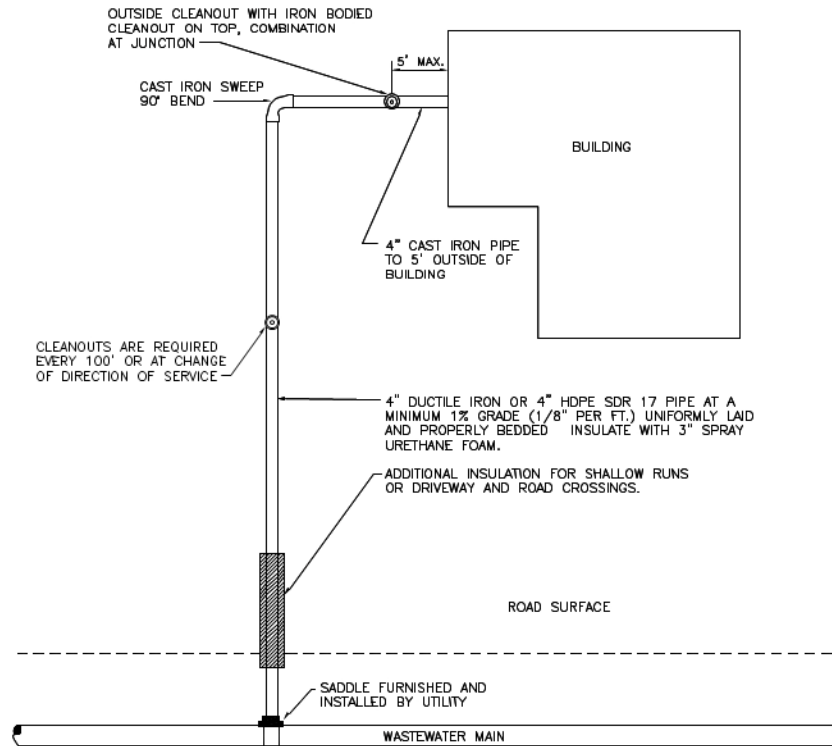 OUTSIDE CLEANOUT WITH IRON BODIED
CLEANOUT ON TOP, COMBINATION
AT JUNCTION
5' MAX.
CAST IRON SWEEP
90° BEND
BUILDING
4" CAST IRON PIPE
TO 5' OUTSIDE OF
BUILDING
CLEANOUTS ARE REQUIRED
EVERY 100' OR AT CHANGE
OF DIRECTION OF SERVICE
4" DUCTILE IRON OR 4" HDPE SDR 17 PIPE AT A
MINIMUM 1% GRADE (1/8" PER FT.) UNIFORMLY LAID
AND PROPERLY BEDDED INSULATE WITH 3" SPRAY
URETHANE FOAM.
ADDITIONAL INSULATION FOR SHALLOW RUNS
OR DRIVEWAY AND ROAD CROSSINGS.
ROAD SURFACE
SADDLE FURNISHED AND
INSTALLED BY UTILITY
WASTEWATER MAIN